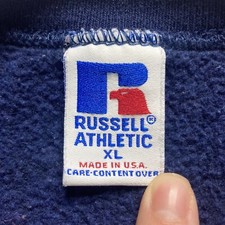 RUSSELL ®
ATHLETIC
XL
MADE IN U.S.A.
CARE-CONTENT OVER